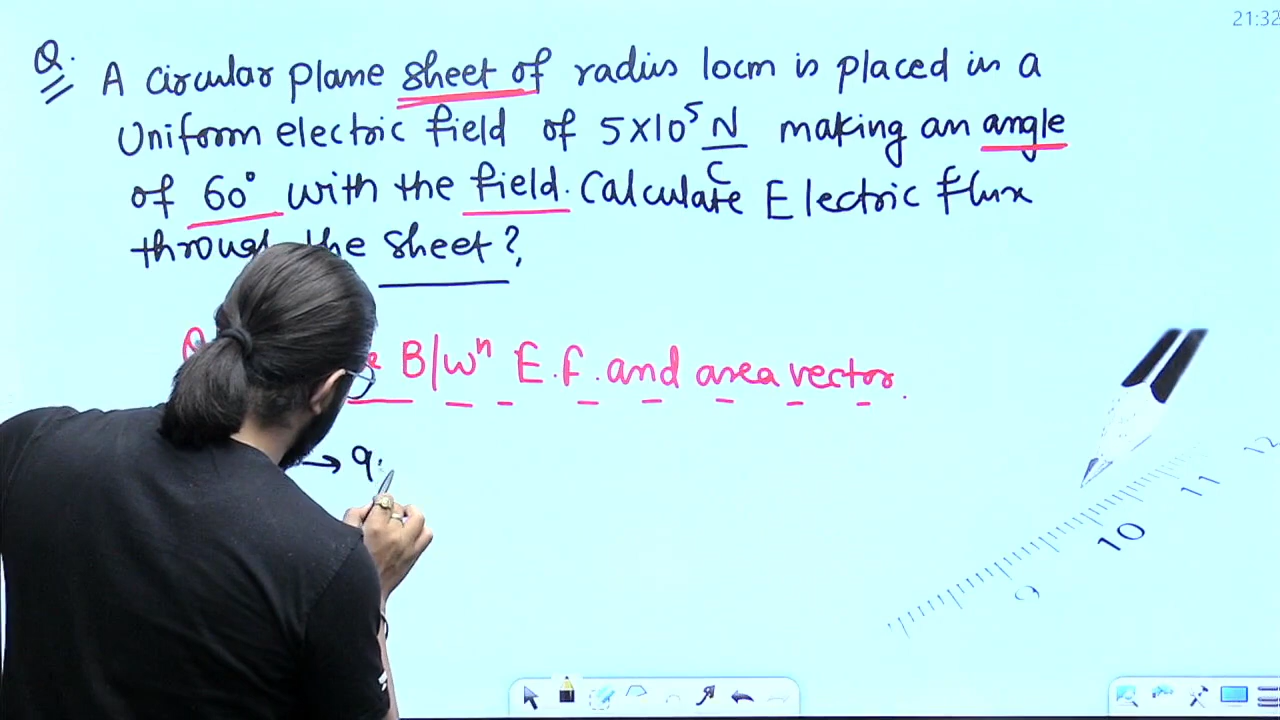 21:32
Q.
A circular plane sheet of radius 10cm is placed in a
Uniform electric field of 5×10⁵ N/C making an angle
of 60° with the field. Calculate Electric flux
the sheet?
B/wⁿ E.F. and area vector.
→ 9
9 10 11 12